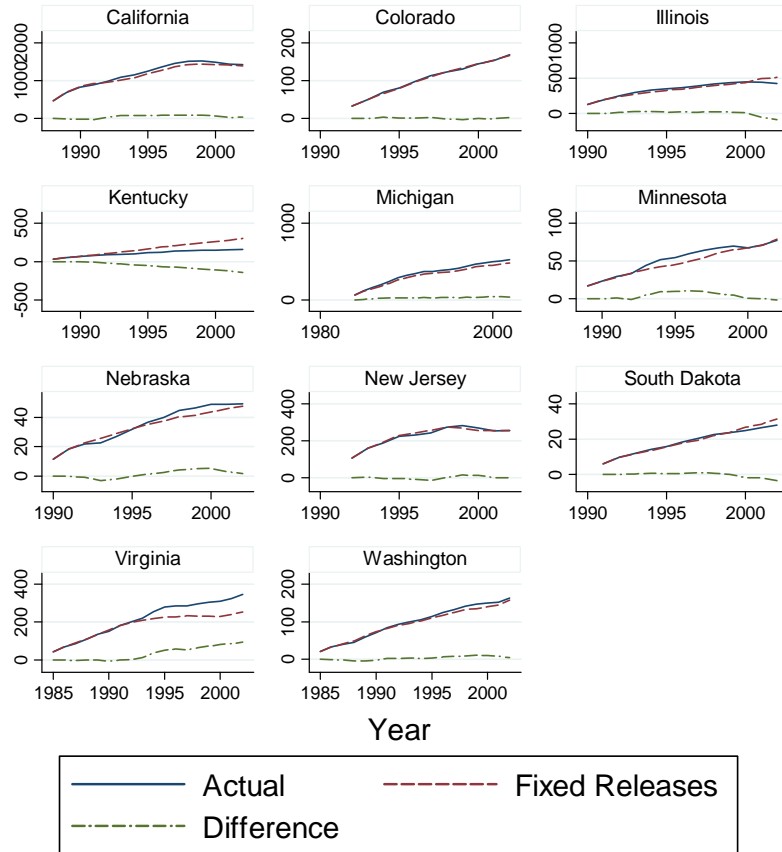 California
0 1000 2000
1990 1995 2000
Colorado
0 100 200
1990 1995 2000
Illinois
0 500 1000
1990 1995 2000
Kentucky
-500 0 500
1990 1995 2000
Michigan
0 1000
1980 2000
Minnesota
0 50 100
1990 1995 2000
Nebraska
0 20 40
1990 1995 2000
New Jersey
0 200 400
1990 1995 2000
South Dakota
0 20 40
1990 1995 2000
Virginia
0 200 400
1985 1990 1995 2000
Washington
0 100 200
1985 1990 1995 2000
Year
Actual
Fixed Releases
Difference